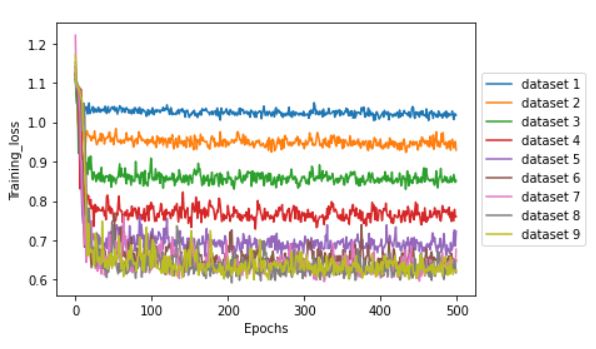 1.2
1.1
1.0
0.9
0.8
0.7
0.6
Training_loss
0 100 200 300 400 500
Epochs
dataset 1
dataset 2
dataset 3
dataset 4
dataset 5
dataset 6
dataset 7
dataset 8
dataset 9